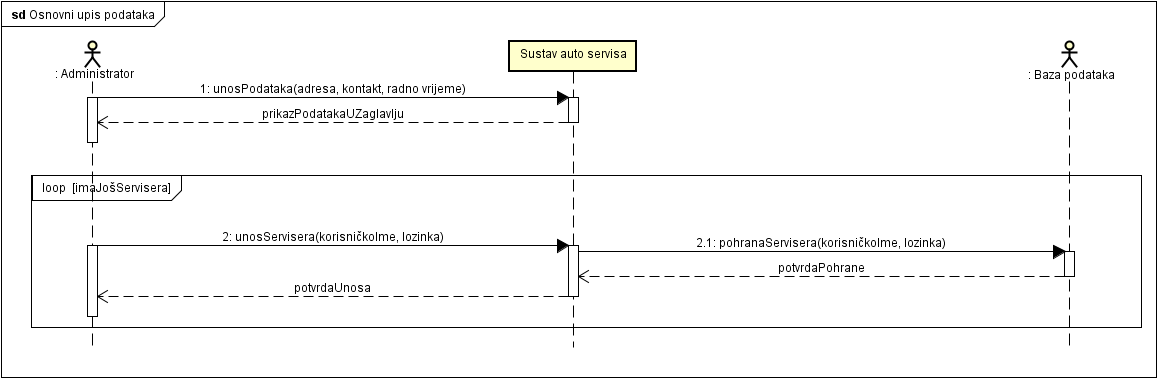 sd Osnovni upis podataka
Sustav auto servisa
: Administrator
: Baza podataka
1: unosPodataka(adresa, kontakt, radno vrijeme)
prikazPodatakaUZaglavlju
loop [imaJošServisera]
2: unosServisera(korisničkoIme, lozinka)
2.1: pohranaServisera(korisničkoIme, lozinka)
potvrdaPohrane
potvrdaUnosa